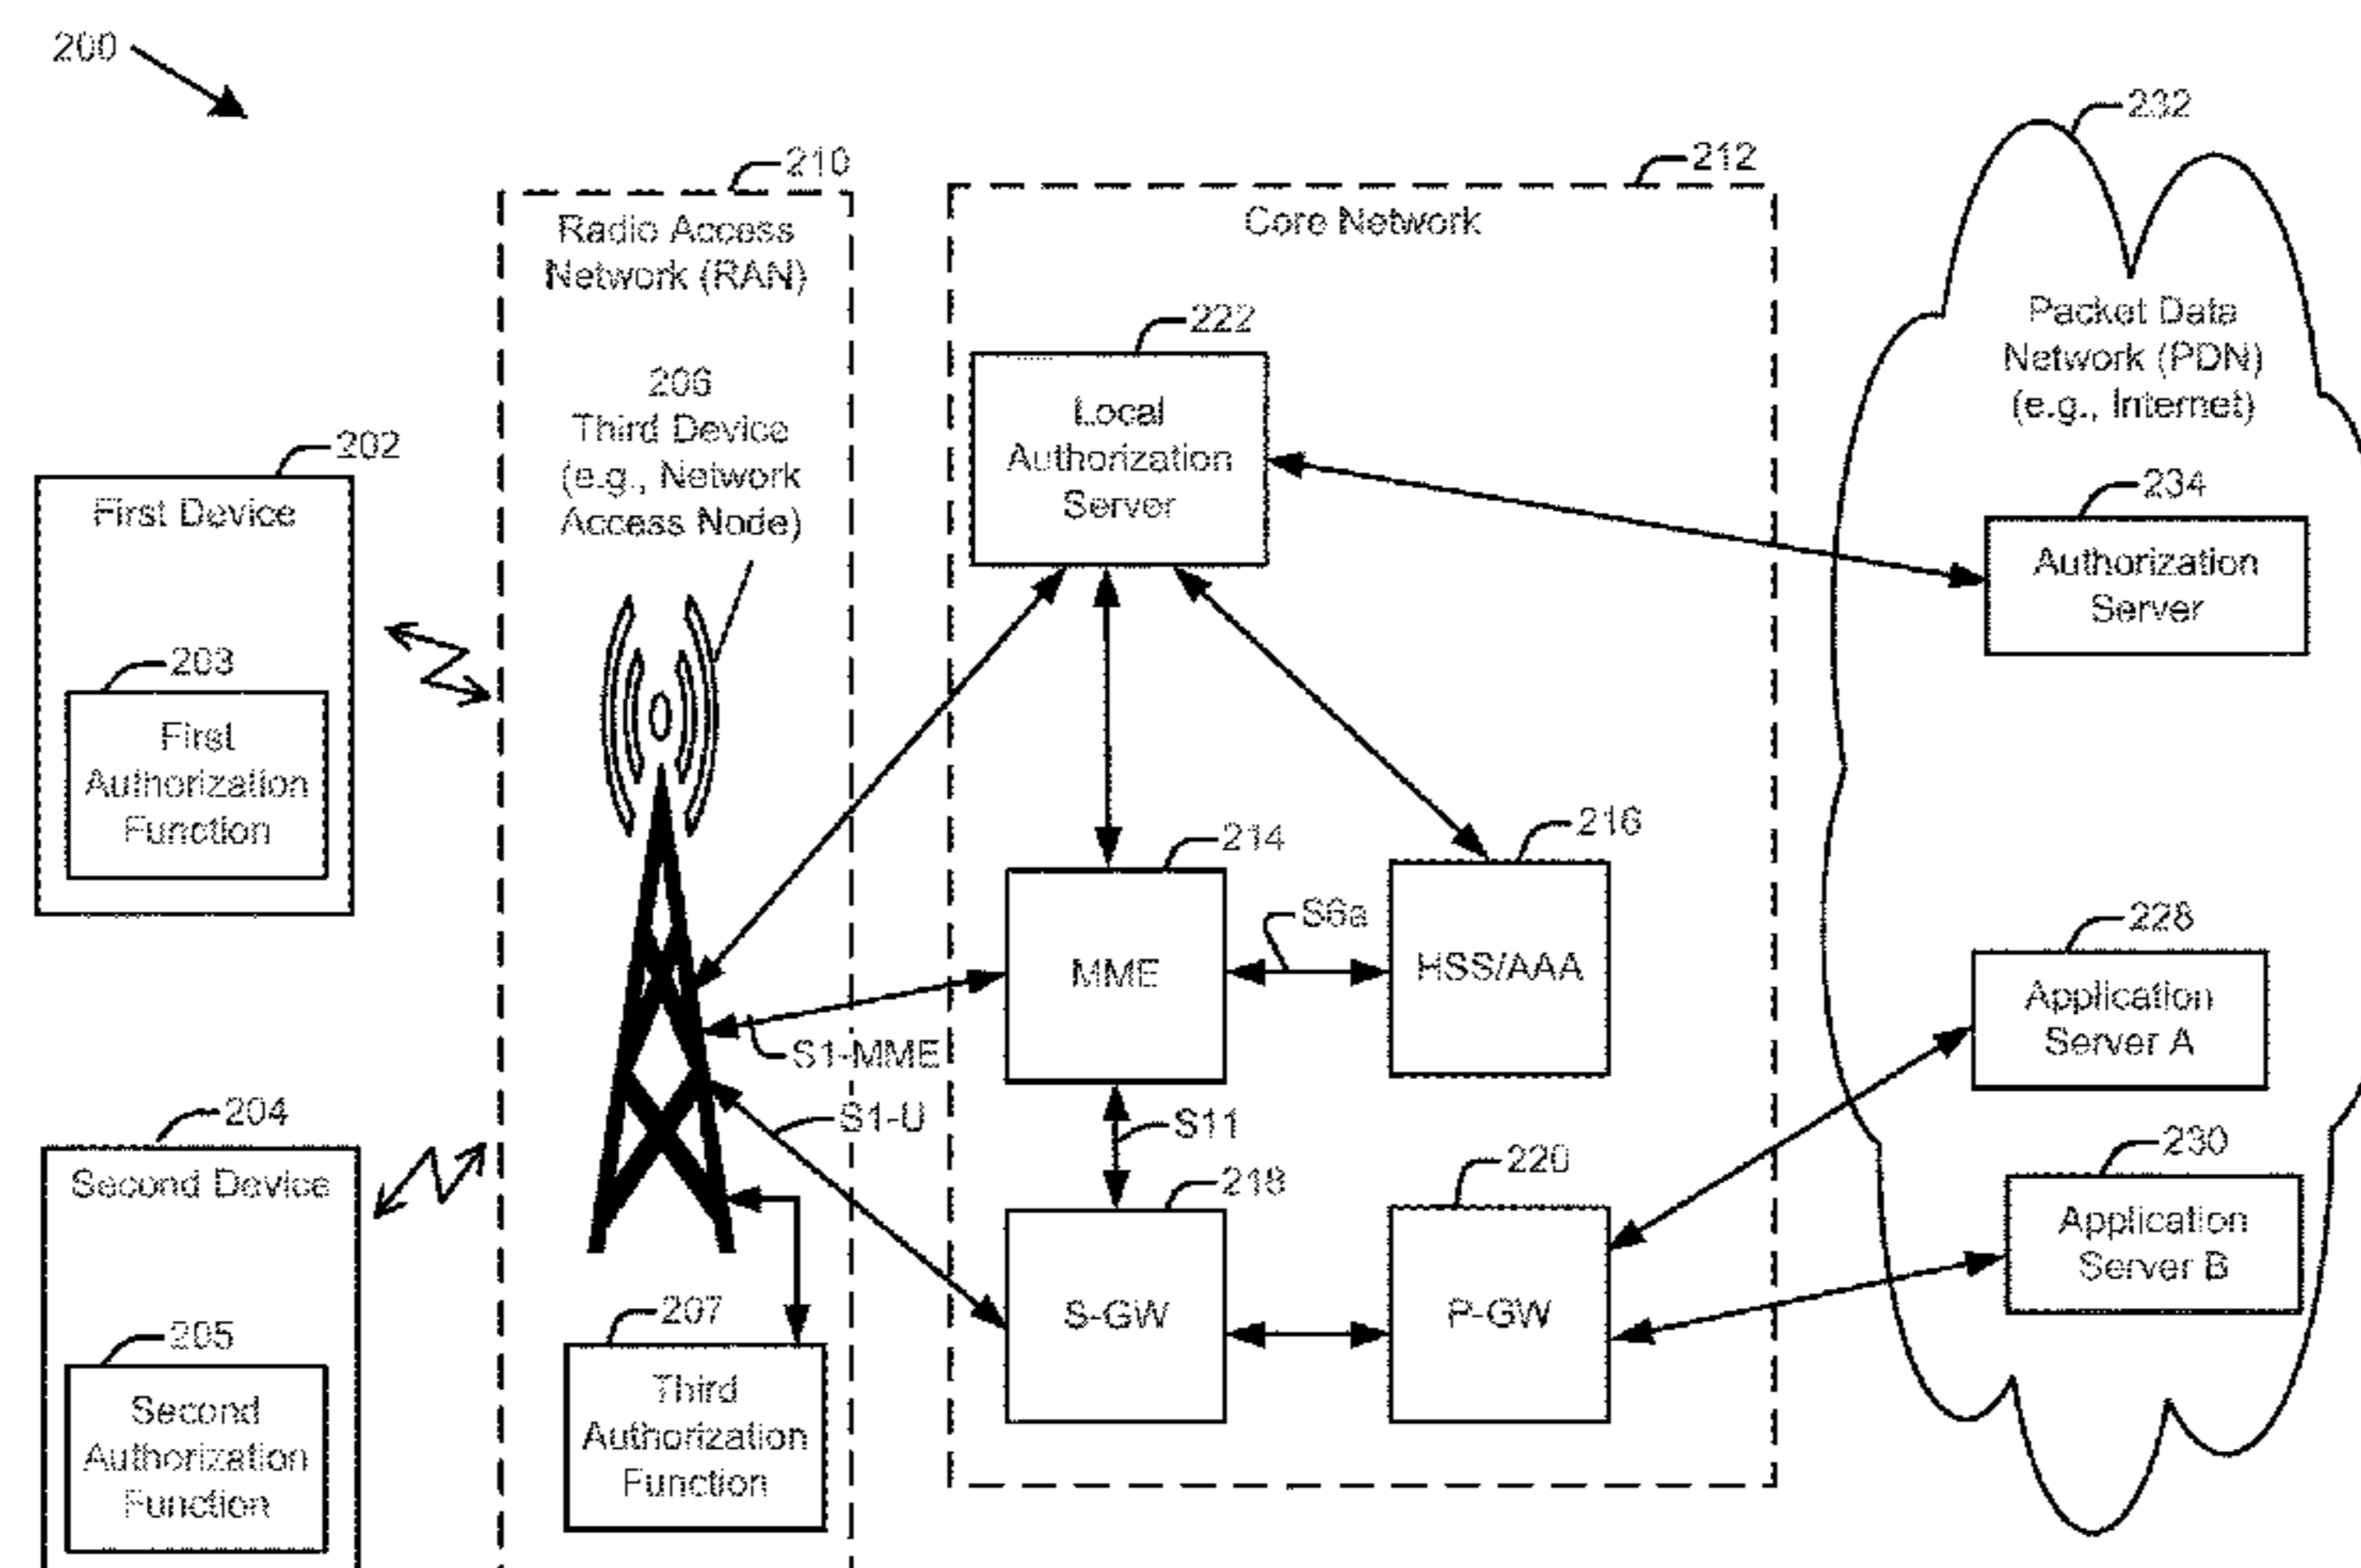 200
210
Radio Access
Network (RAN)
206
Third Device
(e.g., Network
Access Node)
202
First Device
203
First
Authorization
Function
204
Second Device
205
Second
Authorization
Function
207
Third
Authorization
Function
212
Core Network
222
Local
Authorization
Server
214
MME
216
HSS/AAA
S6a
S1-MME
S1-U
S11
218
S-GW
220
P-GW
232
Packet Data
Network (PDN)
(e.g., Internet)
234
Authorization
Server
228
Application
Server A
230
Application
Server B